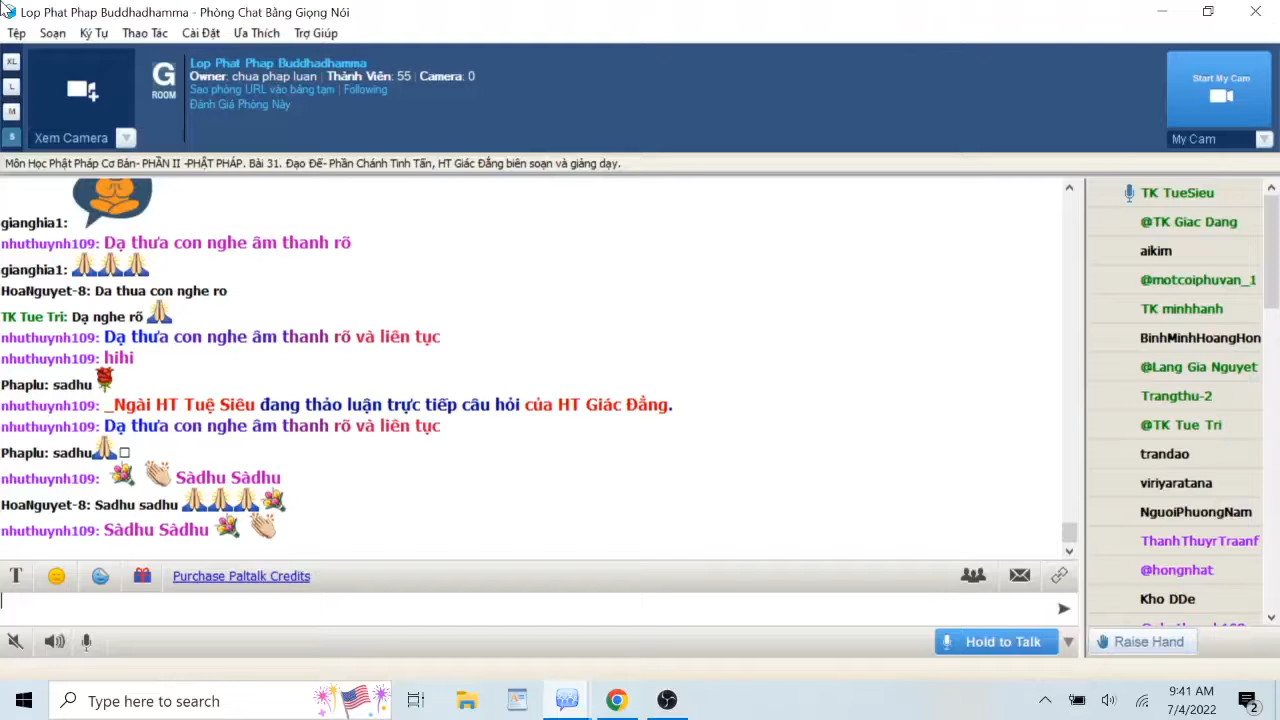 Lop Phat Phap Buddhadhamma - Phòng Chat Bằng Giọng Nói
Tệp Soạn Ký Tự Thao Tác Cài Đặt Ưa Thích Trợ Giúp
XL
L
M
S
Xem Camera
G
ROOM
Lop Phat Phap Buddhadhamma
Owner: chua phap luan | Thành Viên: 55 | Camera: 0
Sao phỏng URL vào bảng tạm | Following
Đánh Giá Phòng Này
Start My Cam
My Cam
Môn Học Phật Pháp Cơ Bản- PHẦN II -PHẬT PHÁP. Bài 31. Đạo Đế- Phần Chánh Tinh Tấn, HT Giác Đẳng biên soạn và giảng dạy.
gianghia1:
nhuthuynh109: Dạ thưa con nghe âm thanh rõ
gianghia1:
HoaNguyet-8: Da thua con nghe ro
TK Tue Tri: Dạ nghe rõ
nhuthuynh109: Dạ thưa con nghe âm thanh rõ và liên tục
nhuthuynh109: hihi
Phaplu: sadhu
nhuthuynh109: _Ngài HT Tuệ Siêu đang thảo luận trực tiếp câu hỏi của HT Giác Đẳng.
nhuthuynh109: Dạ thưa con nghe âm thanh rõ và liên tục
Phaplu: sadhu
nhuthuynh109: Sàdhu Sàdhu
HoaNguyet-8: Sadhu sadhu
nhuthuynh109: Sàdhu Sàdhu
TK TueSieu
@TK Giac Dang
aikim
@motcoiphuvan_1
TK minhhanh
BinhMinhHoangHon
@Lang Gia Nguyet
Trangthu-2
@TK Tue Tri
trandao
viriyaratana
NguoiPhuongNam
ThanhThuyrTraanf
@hongnhat
Kho DDe
T
Purchase Paltalk Credits
Hold to Talk
Raise Hand
Type here to search
9:41 AM
7/4/2022
2